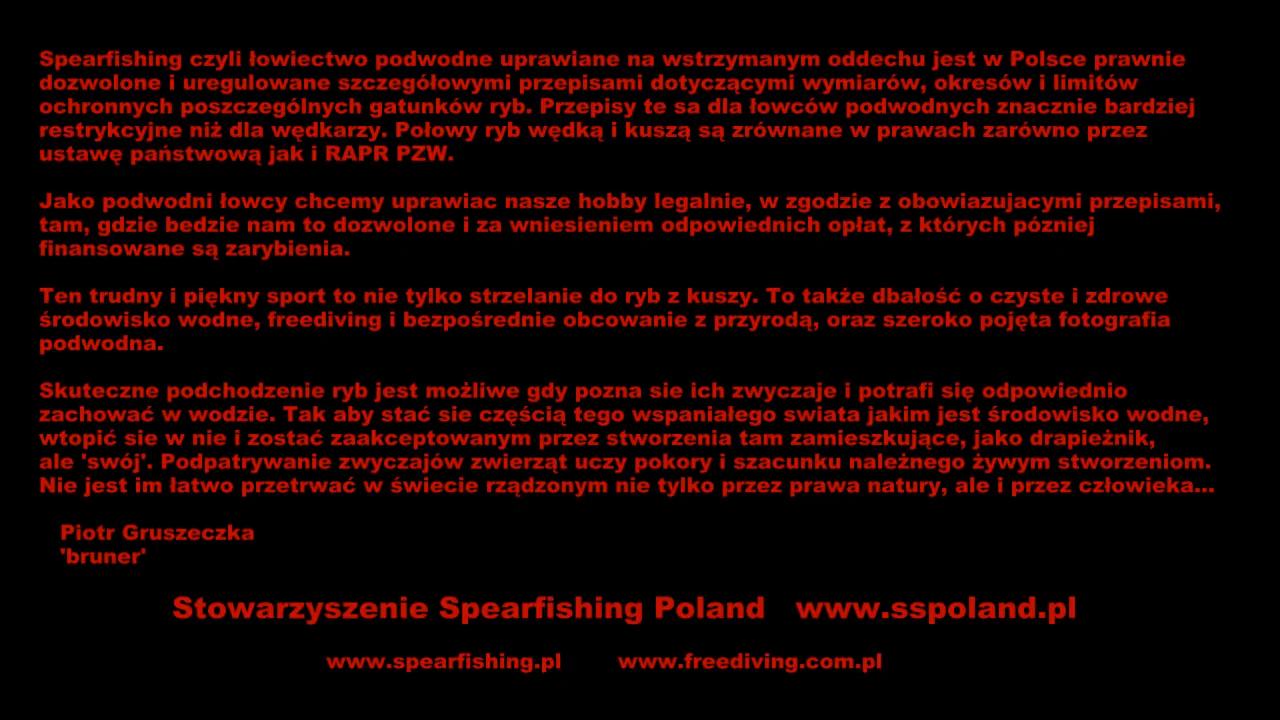 Spearfishing czyli łowiectwo podwodne uprawiane na wstrzymanym oddechu jest w Polsce prawnie
dozwolone i uregulowane szczegółowymi przepisami dotyczącymi wymiarów, okresów i limitów
ochronnych poszczególnych gatunków ryb. Przepisy te sa dla łowców podwodnych znacznie bardziej
restrykcyjne niż dla wędkarzy. Połowy ryb wędką i kuszą są zrównane w prawach zarówno przez
ustawę państwową jak i RAPR PZW.
Jako podwodni łowcy chcemy uprawiac nasze hobby legalnie, w zgodzie z obowiazujacymi przepisami,
tam, gdzie bedzie nam to dozwolone i za wniesieniem odpowiednich opłat, z których pózniej
finansowane są zarybienia.
Ten trudny i piękny sport to nie tylko strzelanie do ryb z kuszy. To także dbałość o czyste i zdrowe
środowisko wodne, freediving i bezpośrednie obcowanie z przyrodą, oraz szeroko pojęta fotografia
podwodna.
Skuteczne podchodzenie ryb jest możliwe gdy pozna sie ich zwyczaje i potrafi się odpowiednio
zachować w wodzie. Tak aby stać sie częścią tego wspaniałego swiata jakim jest środowisko wodne,
wtopić sie w nie i zostać zaakceptowanym przez stworzenia tam zamieszkujące, jako drapieżnik,
ale 'swój'. Podpatrywanie zwyczajów zwierząt uczy pokory i szacunku należnego żywym stworzeniom.
Nie jest im łatwo przetrwać w świecie rządzonym nie tylko przez prawa natury, ale i przez człowieka...
Piotr Gruszeczka
'bruner'
Stowarzyszenie Spearfishing Poland www.sspoland.pl
www.spearfishing.pl www.freediving.com.pl